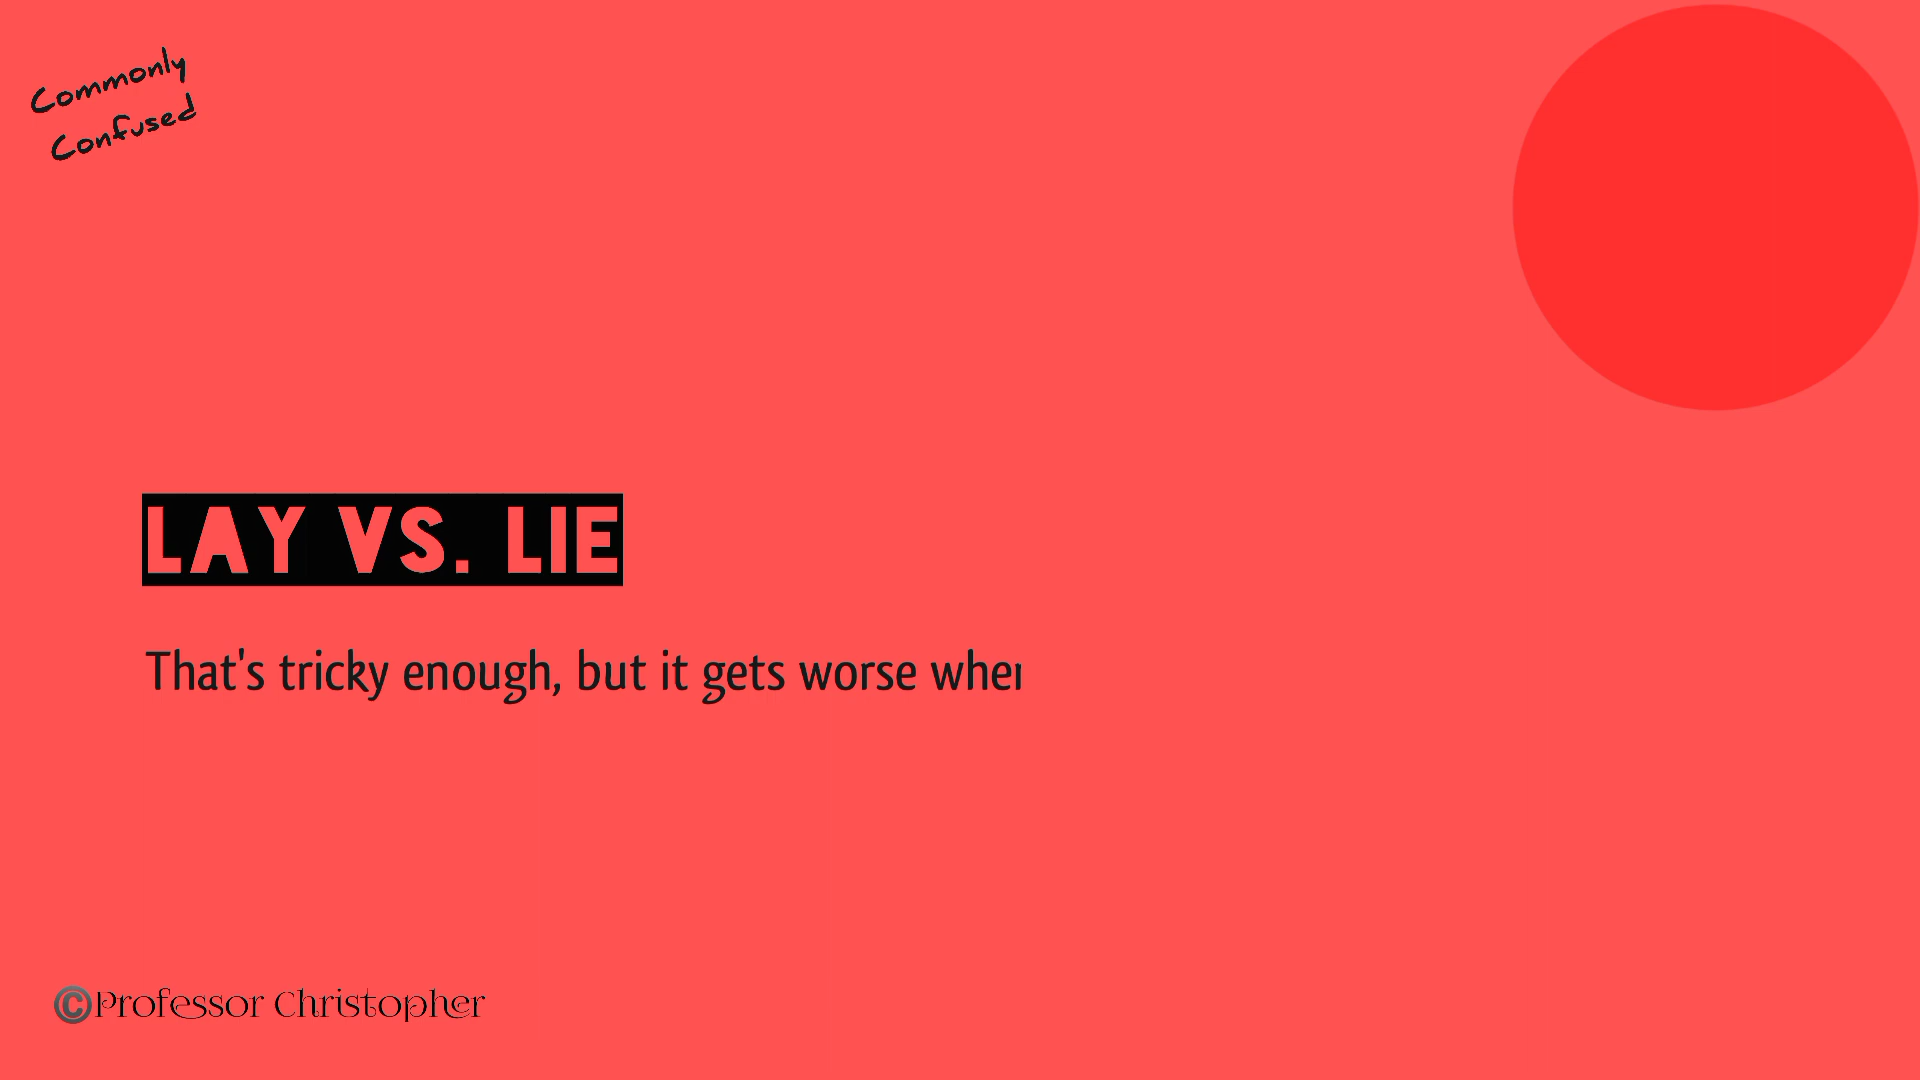 Commonly
Confused
LAY VS. LIE
That's tricky enough, but it gets worse
©Professor Christopher